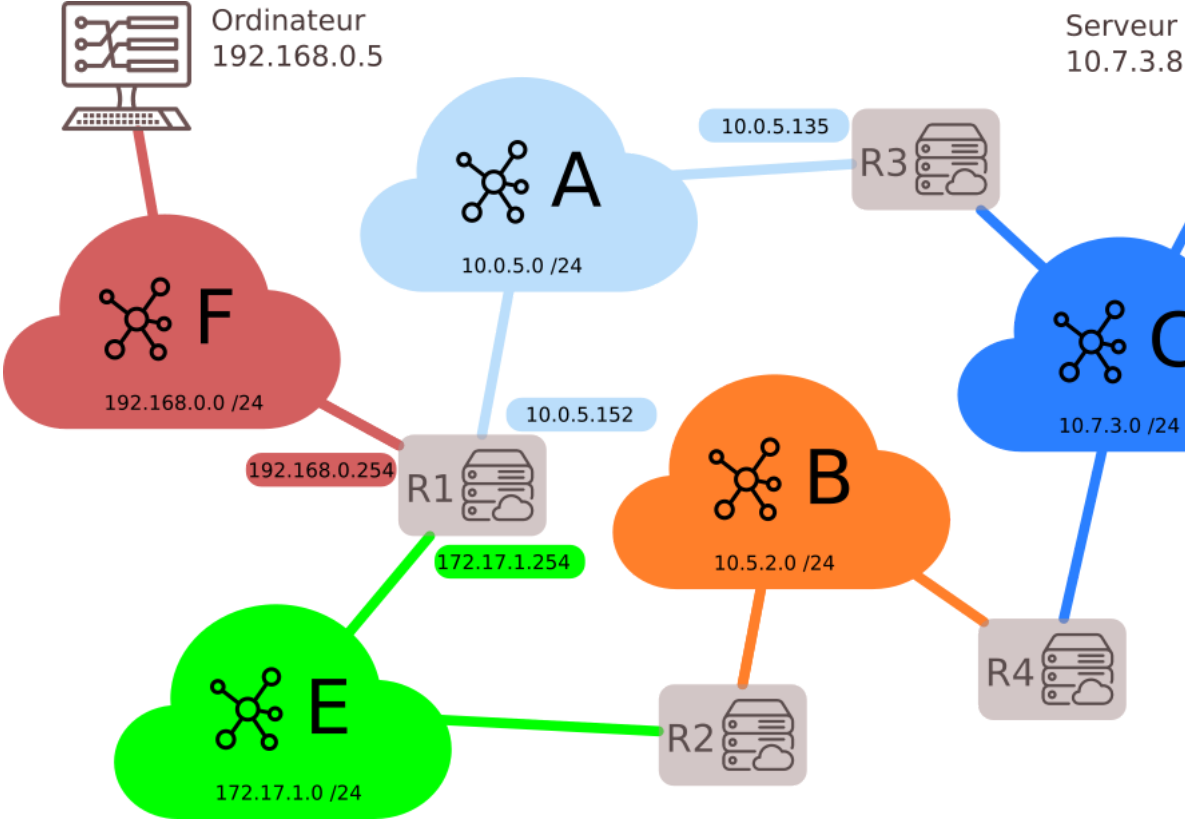 Ordinateur
192.168.0.5
Serveur
10.7.3.8
10.0.5.135
R3
A
10.0.5.0 /24
F
192.168.0.0 /24
10.0.5.152
192.168.0.254
R1
172.17.1.254
B
10.5.2.0 /24
10.7.3.0 /24
R4
E
172.17.1.0 /24
R2